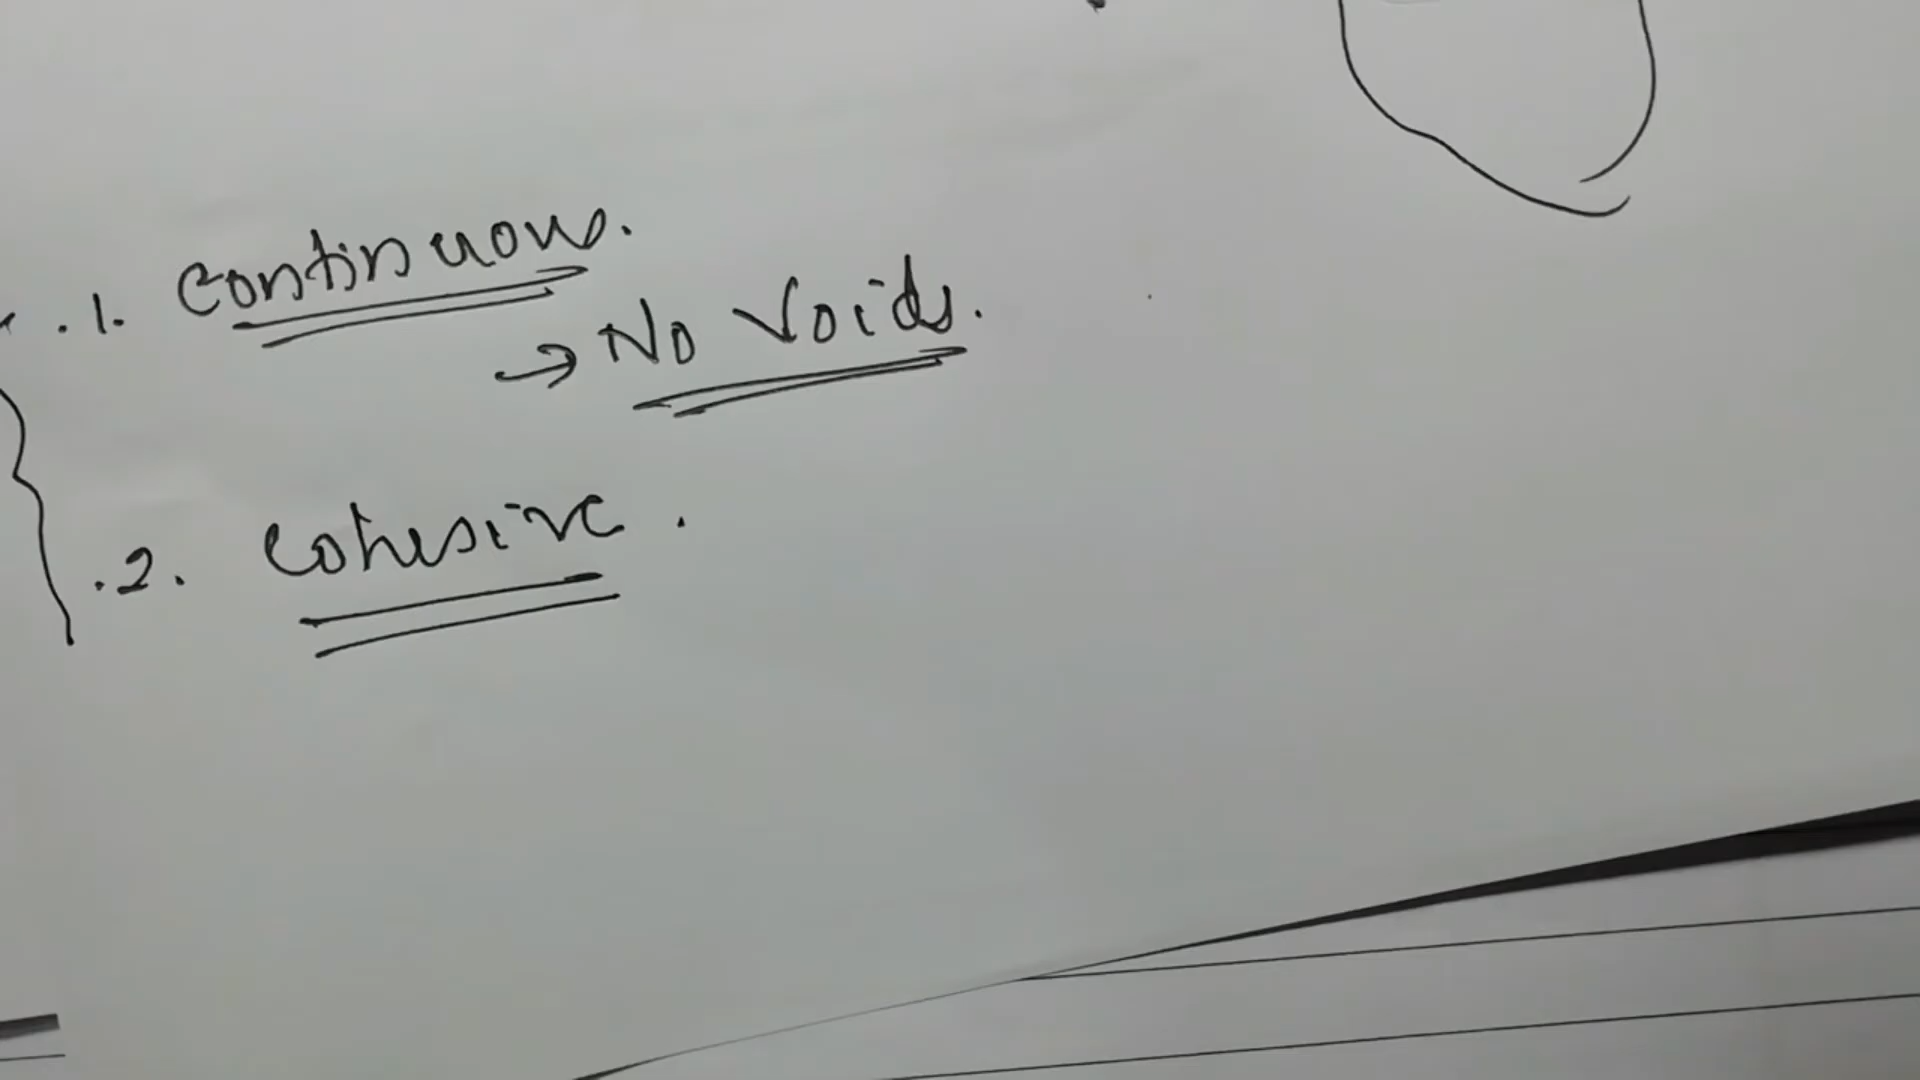 .1. Continuous.
→ No Voids.
.2. Cohesive.